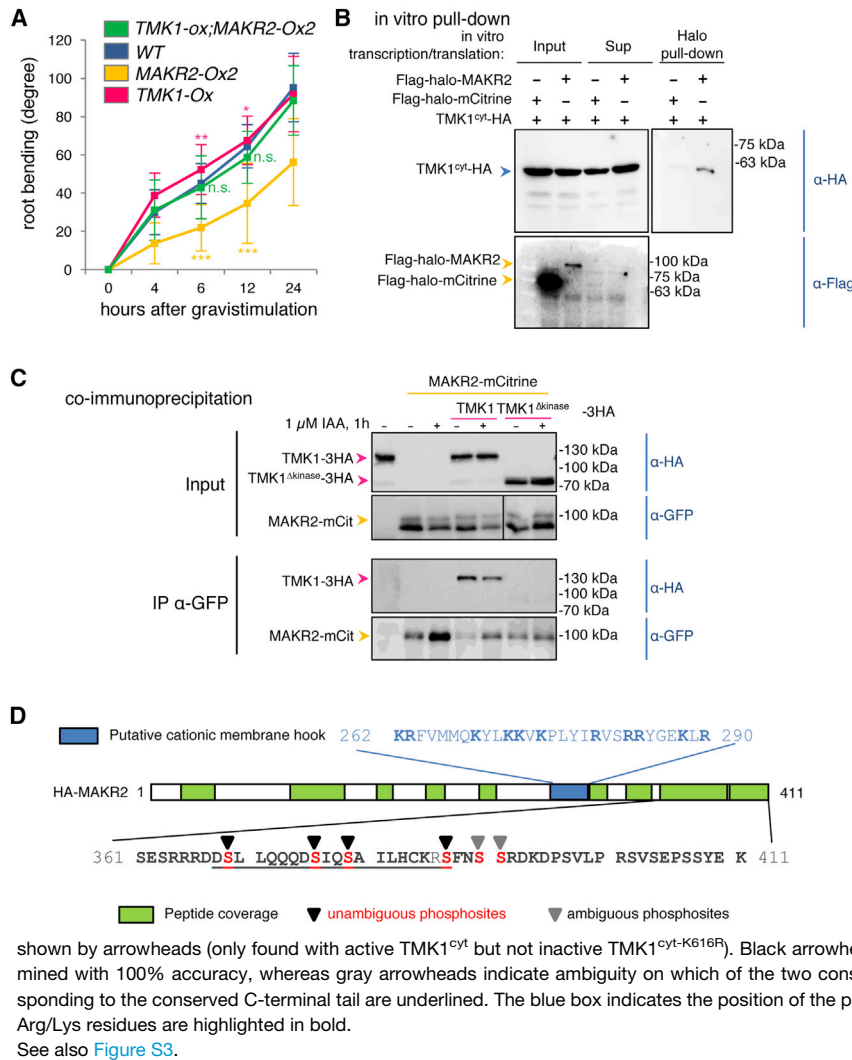 A
TMK1-ox;MAKR2-Ox2
WT
MAKR2-Ox2
TMK1-Ox
root bending (degree)
120
100
80
60
40
20
0
** *
n.s. n.s.
*** ***
0 4 6 12 24
hours after gravistimulation
B
in vitro pull-down
in vitro
transcription/translation:
Input Sup Halo
pull-down
Flag-halo-MAKR2 – + – + – +
Flag-halo-mCitrine + – + – + –
TMK1cyt-HA + + + + + +
TMK1cyt-HA
-75 kDa
-63 kDa
α-HA
Flag-halo-MAKR2
Flag-halo-mCitrine
-100 kDa
-75 kDa
-63 kDa
α-Flag
C
co-immunoprecipitation
MAKR2-mCitrine
TMK1 TMK1Δkinase -3HA
1 µM IAA, 1h – – + – + – +
Input
TMK1-3HA
TMK1Δkinase-3HA
-130 kDa
-100 kDa
-70 kDa
α-HA
MAKR2-mCit
-100 kDa
α-GFP
IP α-GFP
TMK1-3HA
-130 kDa
-100 kDa
-70 kDa
α-HA
MAKR2-mCit
-100 kDa
α-GFP
D
Putative cationic membrane hook
262 KRFVMMQKYLKKVKPLYIRVSRRYGEKLR 290
HA-MAKR2 1 411
361 SESRRRDDSL LQQQDSIQSA ILHCKRSFNS SRDKDPSVLP RSVSEPSSYE K 411
Peptide coverage unambiguous phosphosites ambiguous phosphosites
shown by arrowheads (only found with active TMK1cyt but not inactive TMK1cyt-K616R). Black arrowhe
mined with 100% accuracy, whereas gray arrowheads indicate ambiguity on which of the two cons
sponding to the conserved C-terminal tail are underlined. The blue box indicates the position of the p
Arg/Lys residues are highlighted in bold.
See also Figure S3.